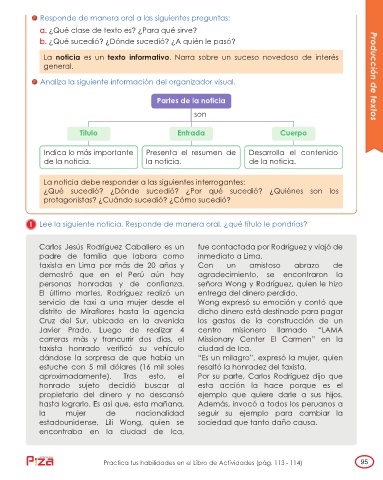 Responde de manera oral a las siguientes preguntas:
a. ¿Qué clase de texto es? ¿Para qué sirve?
b. ¿Qué sucedió? ¿Dónde sucedió? ¿A quién le pasó?
La noticia es un texto informativo. Narra sobre un suceso novedoso de interés
general.
Analiza la siguiente información del organizador visual.
Partes de la noticia
son
Título
Entrada
Cuerpo
Indica lo más importante
de la noticia.
Presenta el resumen de
la noticia.
Desarrolla el contenido
de la noticia.
La noticia debe responder a las siguientes interrogantes:
¿Qué sucedió? ¿Dónde sucedió? ¿Por qué sucedió? ¿Quiénes son los
protagonistas? ¿Cuándo sucedió? ¿Cómo sucedió?
1 Lee la siguiente noticia. Responde de manera oral, ¿qué título le pondrías?
Carlos Jesús Rodríguez Caballero es un
padre de familia que labora como
taxista en Lima por más de 20 años y
demostró que en el Perú aún hay
personas honradas y de confianza.
El último martes, Rodríguez realizó un
servicio de taxi a una mujer desde el
distrito de Miraflores hasta la agencia
Cruz del Sur, ubicada en la avenida
Javier Prado. Luego de realizar 4
carreras más y trancurrir dos días, el
taxista honrado verificó su vehículo
dándose la sorpresa de que había un
estuche con 5 mil dólares (16 mil soles
aproximadamente). Tras esto, el
honrado sujeto decidió buscar al
propietario del dinero y no descansó
hasta lograrlo. Es así que, esta mañana,
la mujer de nacionalidad
estadounidense, Lili Wong, quien se
encontraba en la ciudad de Ica,
fue contactada por Rodríguez y viajó de
inmediato a Lima.
Con un amistoso abrazo de
agradecimiento, se encontraron la
señora Wong y Rodríguez, quien le hizo
entrega del dinero perdido.
Wong expresó su emoción y contó que
dicho dinero está destinado para pagar
los gastos de la construcción de un
centro misionero llamado “LAMA
Missionary Center El Carmen” en la
ciudad de Ica.
“Es un milagro”, expresó la mujer, quien
resaltó la honradez del taxista.
Por su parte, Carlos Rodríguez dijo que
esta acción la hace porque es el
ejemplo que quiere darle a sus hijos.
Además, invocó a todos los peruanos a
seguir su ejemplo para cambiar la
sociedad que tanto daño causa.
Producción de textos
Pza
Practica tus habilidades en el Libro de Actividades (pág. 113 - 114)
95